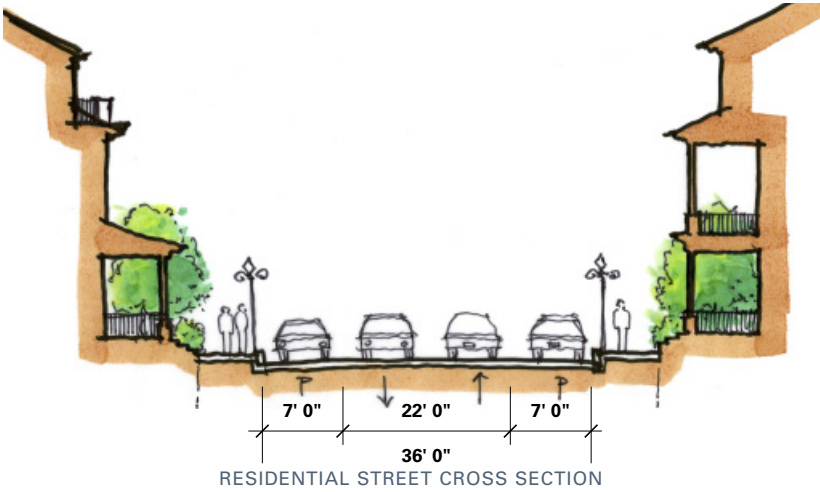 P P
7' 0" 22' 0" 7' 0"
36' 0"
RESIDENTIAL STREET CROSS SECTION